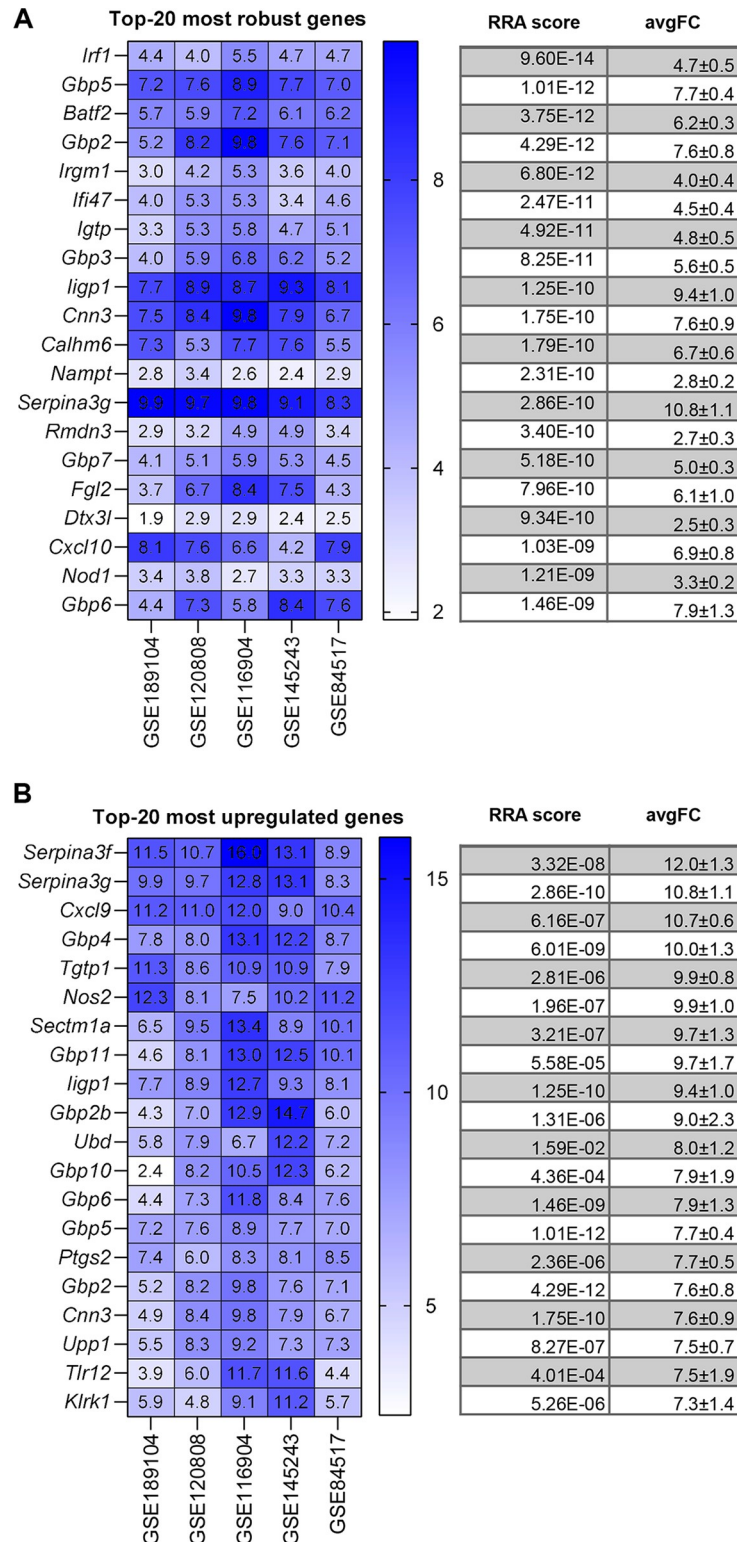 A
Top-20 most robust genes
RRA score avgFC
Irf1 4.4 4.0 5.5 4.7 4.7 9.60E-14 4.7±0.5
Gbp5 7.2 7.6 8.9 7.7 7.0 1.01E-12 7.7±0.4
Batf2 5.7 5.9 7.2 6.1 6.2 3.75E-12 6.2±0.3
Gbp2 5.2 8.2 9.8 7.6 7.1 4.29E-12 7.6±0.8
Irgm1 3.0 4.2 5.3 3.6 4.0 6.80E-12 4.0±0.4
Ifi47 4.0 5.3 5.3 3.4 4.6 2.47E-11 4.5±0.4
Igtp 3.3 5.3 5.8 4.7 5.1 4.92E-11 4.8±0.5
Gbp3 4.0 5.9 6.8 6.2 5.2 8.25E-11 5.6±0.5
Iigp1 7.7 8.9 8.7 9.3 8.1 1.25E-10 9.4±1.0
Cnn3 7.5 8.4 9.8 7.9 6.7 1.75E-10 7.6±0.9
Calhm6 7.3 5.3 7.7 7.6 5.5 1.79E-10 6.7±0.6
Nampt 2.8 3.4 2.6 2.4 2.9 2.31E-10 2.8±0.2
Serpina3g 9.9 9.7 9.8 9.1 8.3 2.86E-10 10.8±1.1
Rmdn3 2.9 3.2 4.9 4.9 3.4 3.40E-10 2.7±0.3
Gbp7 4.1 5.1 5.9 5.3 4.5 5.18E-10 5.0±0.3
Fgl2 3.7 6.7 8.4 7.5 4.3 7.96E-10 6.1±1.0
Dtx3l 1.9 2.9 2.9 2.4 2.5 9.34E-10 2.5±0.3
Cxcl10 8.1 7.6 6.6 4.2 7.9 1.03E-09 6.9±0.8
Nod1 3.4 3.8 2.7 3.3 3.3 1.21E-09 3.3±0.2
Gbp6 4.4 7.3 5.8 8.4 7.6 1.46E-09 7.9±1.3
8
6
4
2
GSE189104 GSE120808 GSE116904 GSE145243 GSE84517
B
Top-20 most upregulated genes
RRA score avgFC
Serpina3f 11.5 10.7 16.0 13.1 8.9 3.32E-08 12.0±1.3
Serpina3g 9.9 9.7 12.8 13.1 8.3 2.86E-10 10.8±1.1
Cxcl9 11.2 11.0 12.0 9.0 10.4 6.16E-07 10.7±0.6
Gbp4 7.8 8.0 13.1 12.2 8.7 6.01E-09 10.0±1.3
Tgtp1 11.3 8.6 10.9 10.9 7.9 2.81E-06 9.9±0.8
Nos2 12.3 8.1 7.5 10.2 11.2 1.96E-07 9.9±1.0
Sectm1a 6.5 9.5 13.4 8.9 10.1 3.21E-07 9.7±1.3
Gbp11 4.6 8.1 13.0 12.5 10.1 5.58E-05 9.7±1.7
Iigp1 7.7 8.9 12.7 9.3 8.1 1.25E-10 9.4±1.0
Gbp2b 4.3 7.0 12.9 14.7 6.0 1.31E-06 9.0±2.3
Ubd 5.8 7.9 6.7 12.2 7.2 1.59E-02 8.0±1.2
Gbp10 2.4 8.2 10.5 12.3 6.2 4.36E-04 7.9±1.9
Gbp6 4.4 7.3 11.8 8.4 7.6 1.46E-09 7.9±1.3
Gbp5 7.2 7.6 8.9 7.7 7.0 1.01E-12 7.7±0.4
Ptgs2 7.4 6.0 8.3 8.1 8.5 2.36E-06 7.7±0.5
Gbp2 5.2 8.2 9.8 7.6 7.1 4.29E-12 7.6±0.8
Cnn3 4.9 8.4 9.8 7.9 6.7 1.75E-10 7.6±0.9
Upp1 5.5 8.3 9.2 7.3 7.3 8.27E-07 7.5±0.7
Tlr12 3.9 6.0 11.7 11.6 4.4 4.01E-04 7.5±1.9
Klrk1 5.9 4.8 9.1 11.2 5.7 5.26E-06 7.3±1.4
15
10
5
GSE189104 GSE120808 GSE116904 GSE145243 GSE84517